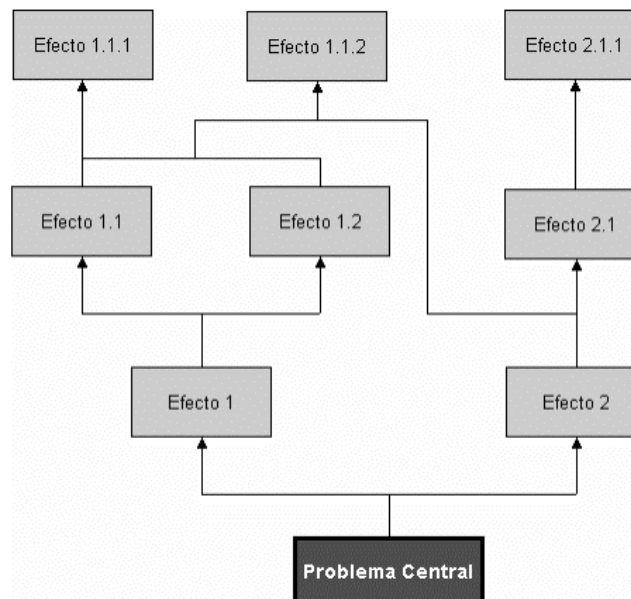 Efecto 1.1.1
Efecto 1.1.2
Efecto 2.1.1
Efecto 1.1
Efecto 1.2
Efecto 2.1
Efecto 1
Efecto 2
Problema Central